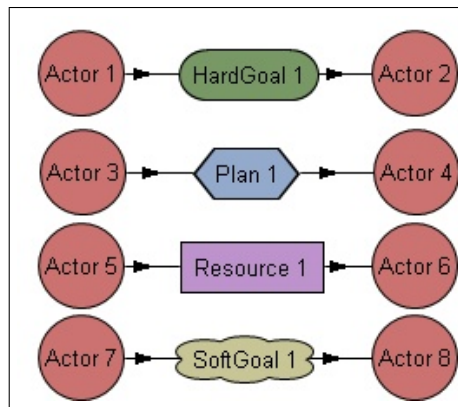 Actor 1 HardGoal 1 Actor 2
Actor 3 Plan 1 Actor 4
Actor 5 Resource 1 Actor 6
Actor 7 SoftGoal 1 Actor 8